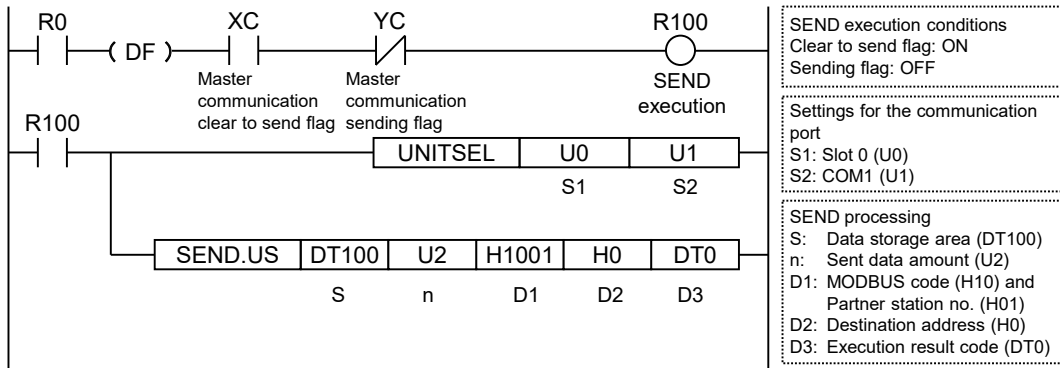 R0 XC YC R100
( DF )
Master
communication
clear to send flag
Master
communication
sending flag
SEND
execution
R100
UNITSEL U0 U1
S1 S2
SEND.US DT100 U2 H1001 H0 DT0
S n D1 D2 D3
SEND execution conditions
Clear to send flag: ON
Sending flag: OFF
Settings for the communication
port
S1: Slot 0 (U0)
S2: COM1 (U1)
SEND processing
S: Data storage area (DT100)
n: Sent data amount (U2)
D1: MODBUS code (H10) and
Partner station no. (H01)
D2: Destination address (H0)
D3: Execution result code (DT0)